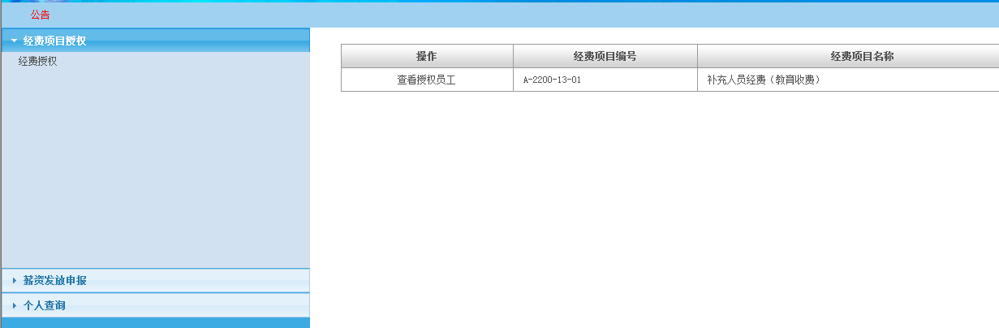 公告
经费项目授权
经费授权
操作 经费项目编号 经费项目名称
查看授权员工 A-2200-13-01 补充人员经费（教育收费）
薪资发放申报
个人查询